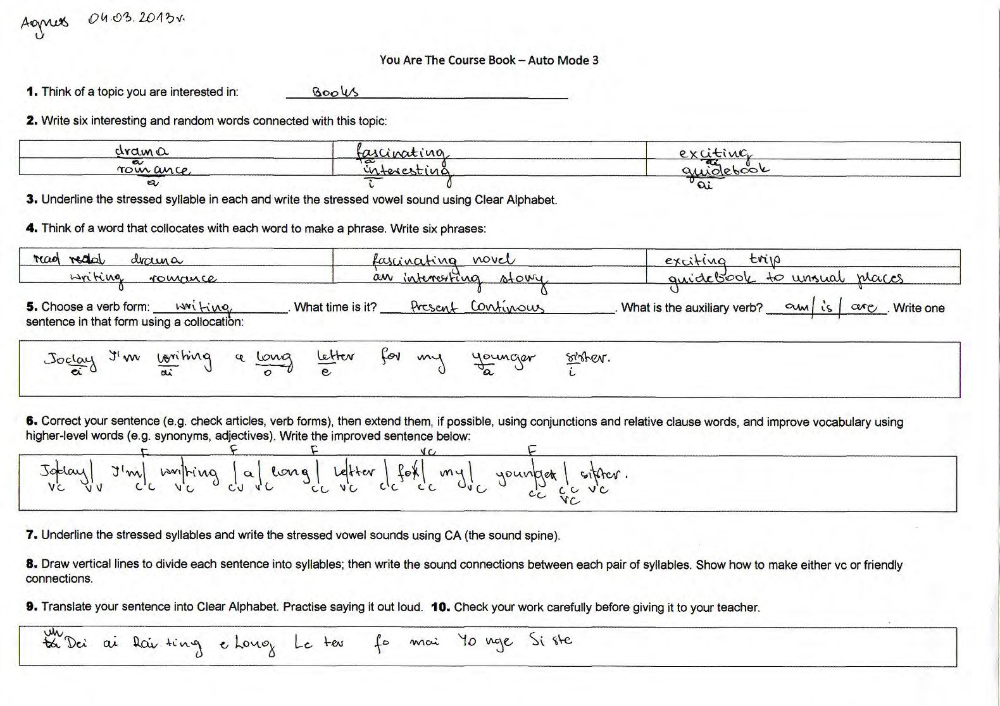 Agnes 04.03.2013r.
You Are The Course Book – Auto Mode 3
1. Think of a topic you are interested in: Books
2. Write six interesting and random words connected with this topic:
drama fascinating exciting
a a ai
romance interesting guidebook
a i ai
3. Underline the stressed syllable in each and write the stressed vowel sound using Clear Alphabet.
4. Think of a word that collocates with each word to make a phrase. Write six phrases:
read drama fascinating novel exciting trip
writing romance an interesting story guidebook to unusual places
5. Choose a verb form: writing. What time is it? Present Continous. What is the auxiliary verb? am / is / are. Write one
sentence in that form using a collocation:
Today I'm writing a long letter for my younger sister.
ei ai o e a i
6. Correct your sentence (e.g. check articles, verb forms), then extend them, if possible, using conjunctions and relative clause words, and improve vocabulary using
higher-level words (e.g. synonyms, adjectives). Write the improved sentence below:
F F F vc F
To|day| I'm| wri|ting | a | long | let|ter | for | my | youn|ger | sis|ter.
vc vv cc vc cv vc cc vc cc cc vc cc cc vc
vc
7. Underline the stressed syllables and write the stressed vowel sounds using CA (the sound spine).
8. Draw vertical lines to divide each sentence into syllables; then write the sound connections between each pair of syllables. Show how to make either vc or friendly
connections.
9. Translate your sentence into Clear Alphabet. Practise saying it out loud. 10. Check your work carefully before giving it to your teacher.
Dei ai Rai ting e Long Le te fo mai Yo nge Si ste